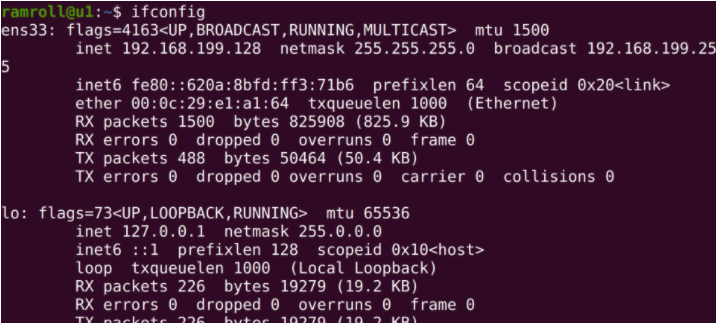 ramroll@u1:~$ ifconfig
ens33: flags=4163<UP,BROADCAST,RUNNING,MULTICAST>  mtu 1500
        inet 192.168.199.128  netmask 255.255.255.0  broadcast 192.168.199.25
5
        inet6 fe80::620a:8bfd:ff3:71b6  prefixlen 64  scopeid 0x20<link>
        ether 00:0c:29:e1:a1:64  txqueuelen 1000  (Ethernet)
        RX packets 1500  bytes 825908 (825.9 KB)
        RX errors 0  dropped 0  overruns 0  frame 0
        TX packets 488  bytes 50464 (50.4 KB)
        TX errors 0  dropped 0 overruns 0  carrier 0  collisions 0

lo: flags=73<UP,LOOPBACK,RUNNING>  mtu 65536
        inet 127.0.0.1  netmask 255.0.0.0
        inet6 ::1  prefixlen 128  scopeid 0x10<host>
        loop  txqueuelen 1000  (Local Loopback)
        RX packets 226  bytes 19279 (19.2 KB)
        RX errors 0  dropped 0  overruns 0  frame 0
        TX packets 226  bytes 19279 (19.2 KB)